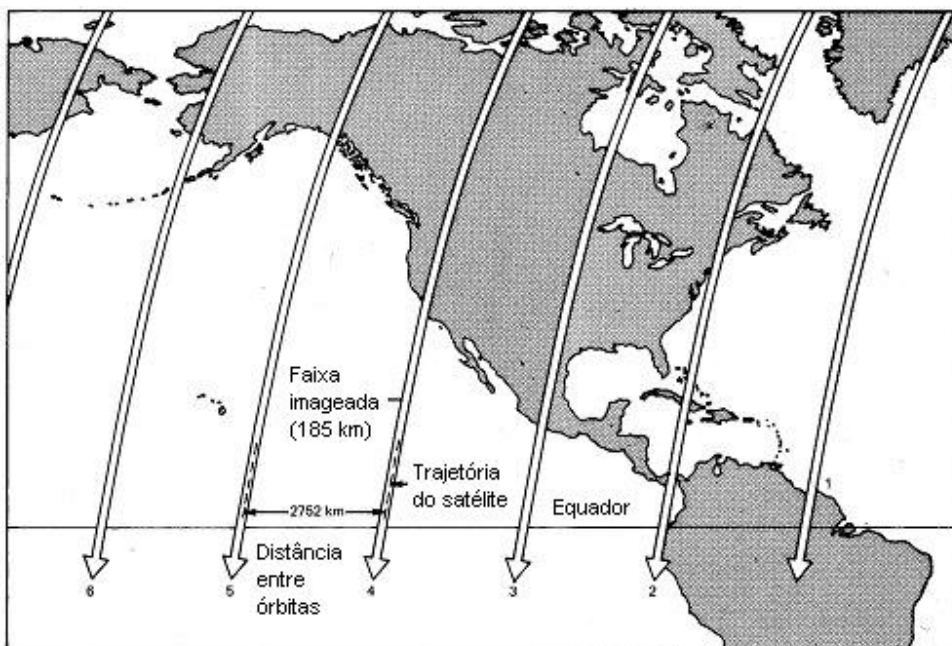 Faixa
imageada
(185 km)
Trajetória
do satélite
1
2752 km
Equador
Distância
entre
órbitas
6
5
4
3
2